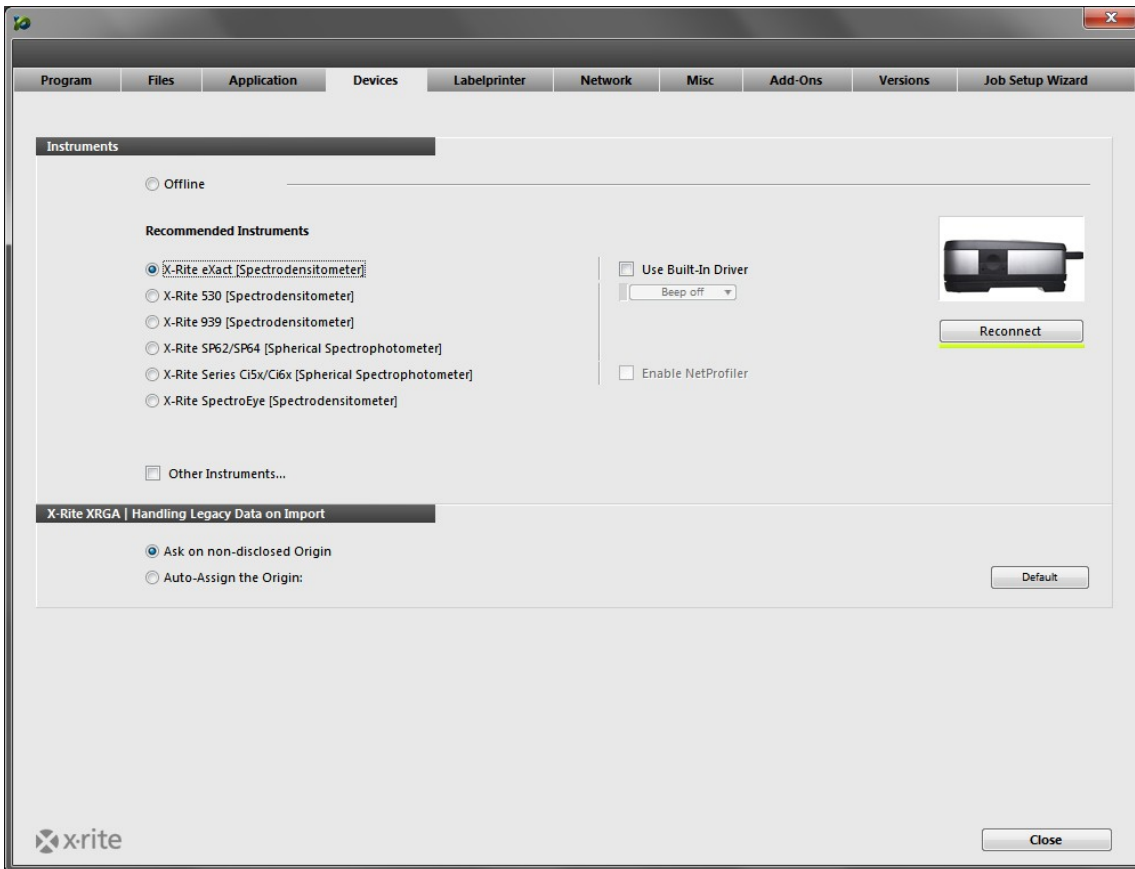 Program Files Application Devices Labelprinter Network Misc Add-Ons Versions Job Setup Wizard
Instruments
Offline
Recommended Instruments
X-Rite eXact [Spectrodensitometer]
Use Built-In Driver
X-Rite 530 [Spectrodensitometer]
Beep off
X-Rite 939 [Spectrodensitometer]
Reconnect
X-Rite SP62/SP64 [Spherical Spectrophotometer]
X-Rite Series Ci5x/Ci6x [Spherical Spectrophotometer]
Enable NetProfiler
X-Rite SpectroEye [Spectrodensitometer]
Other Instruments...
X-Rite XRGA | Handling Legacy Data on Import
Ask on non-disclosed Origin
Auto-Assign the Origin:
Default
x·rite
Close